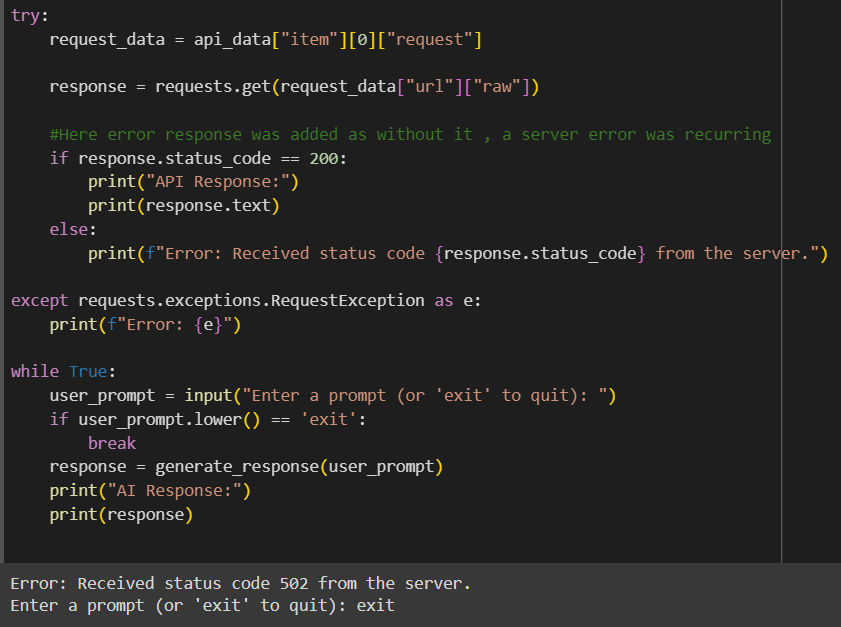 try:
    request_data = api_data["item"][0]["request"]
    response = requests.get(request_data["url"]["raw"])
    #Here error response was added as without it , a server error was recurring
    if response.status_code == 200:
        print("API Response:")
        print(response.text)
    else:
        print(f"Error: Received status code {response.status_code} from the server.")
except requests.exceptions.RequestException as e:
    print(f"Error: {e}")
while True:
    user_prompt = input("Enter a prompt (or 'exit' to quit): ")
    if user_prompt.lower() == 'exit':
        break
    response = generate_response(user_prompt)
    print("AI Response:")
    print(response)
Error: Received status code 502 from the server.
Enter a prompt (or 'exit' to quit): exit